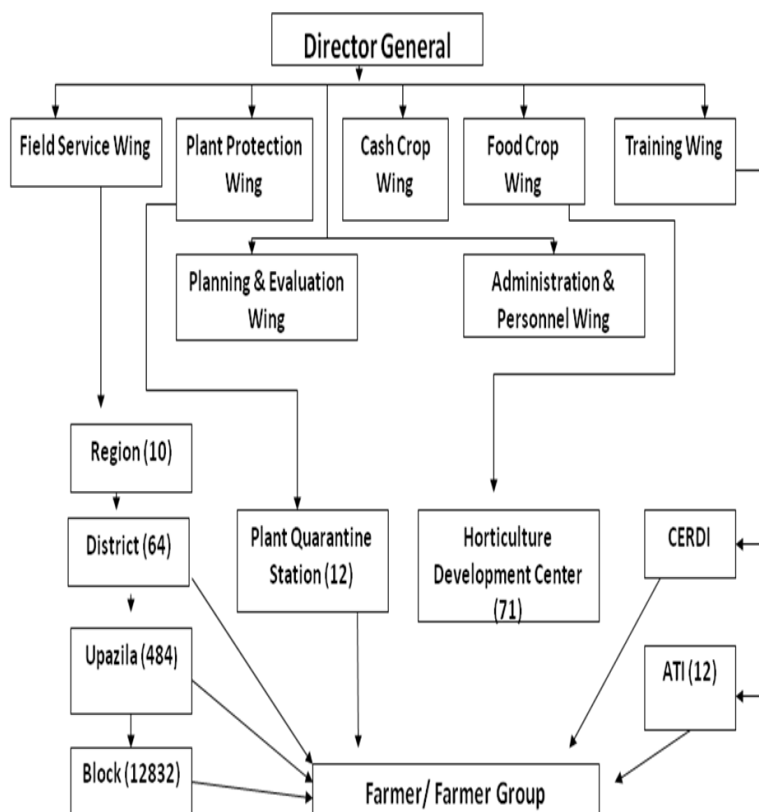 Director General
Field Service Wing
Plant Protection
Wing
Cash Crop
Wing
Food Crop
Wing
Training Wing
Planning & Evaluation
Wing
Administration &
Personnel Wing
Region (10)
District (64)
Upazila (484)
Block (12832)
Plant Quarantine
Station (12)
Horticulture
Development Center
(71)
CERDI
ATI (12)
Farmer/ Farmer Group